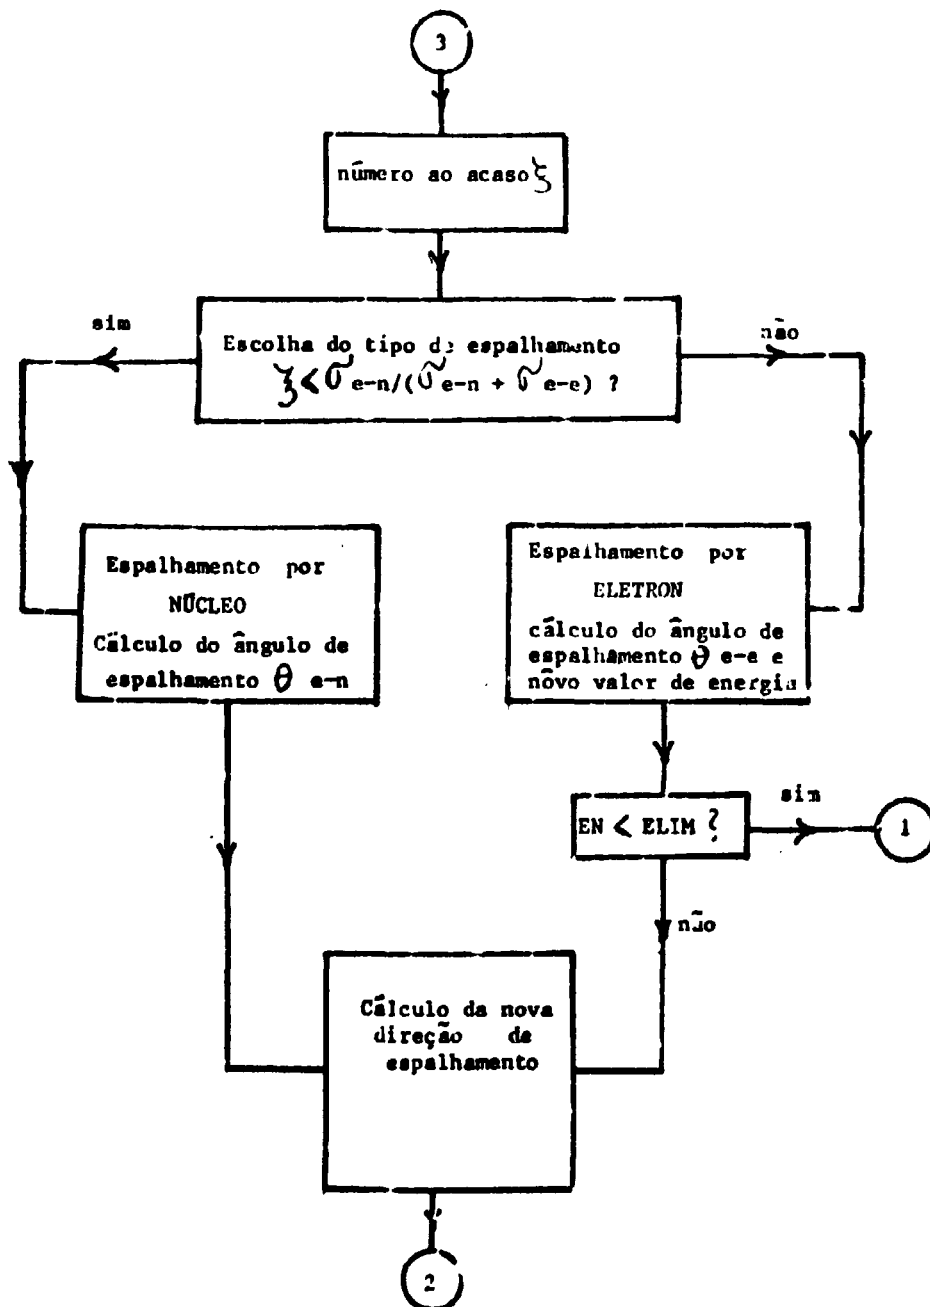 3
número ao acaso ξ
sim
não
Escolha do tipo de espalhamento
ξ < σ e-n/(σ e-n + σ e-e) ?
Espalhamento por
NÚCLEO
Cálculo do ângulo de
espalhamento θ e-n
Espalhamento por
ELETRON
cálculo do ângulo de
espalhamento θ e-e e
nôvo valor de energia
EN < ELIM ?
sim
1
não
Cálculo da nova
direção de
espalhamento
2